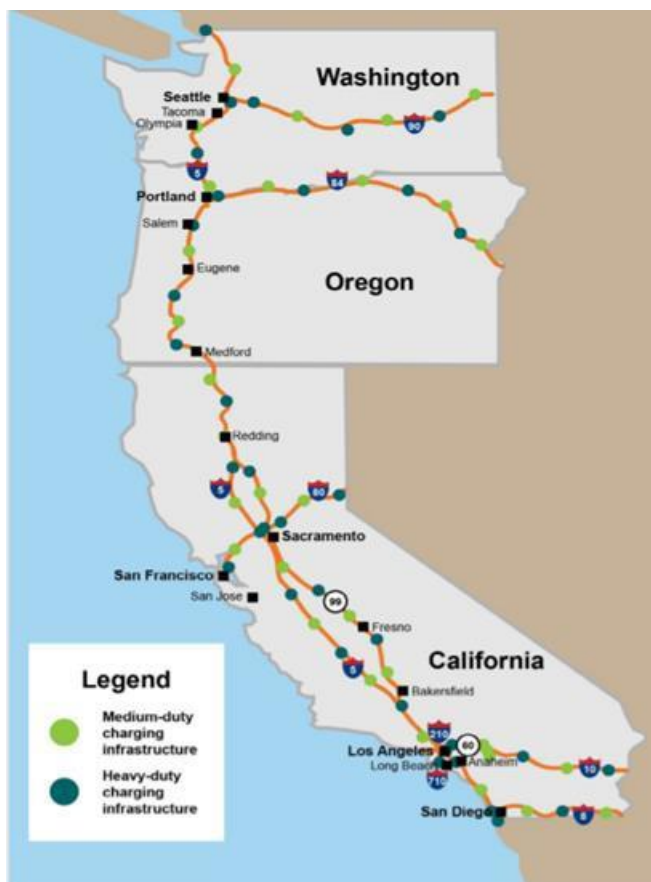 Washington
Seattle
Tacoma
Olympia
90
5
84
Portland
Salem
Eugene
Oregon
Medford
Redding
5
80
Sacramento
San Francisco
San Jose
99
Fresno
5
California
Bakersfield
210
60
Los Angeles
Long Beach
Anaheim
710
10
San Diego
8
Legend
Medium-duty
charging
infrastructure
Heavy-duty
charging
infrastructure